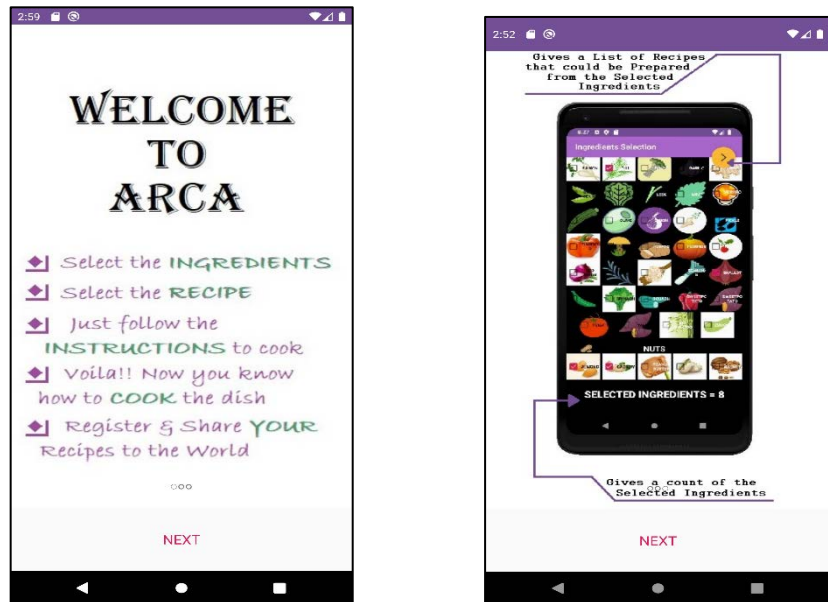 2:59
WELCOME
TO
ARCA
Select the INGREDIENTS
Select the RECIPE
Just follow the
INSTRUCTIONS to cook
Voila!! Now you know
how to COOK the dish
Register & Share YOUR
Recipes to the World
NEXT
2:52
Gives a List of Recipes
that could be Prepared
from the Selected
Ingredients
Ingredients Selection
NUTS
SELECTED INGREDIENTS = 8
Gives a count of the
Selected Ingredients
NEXT